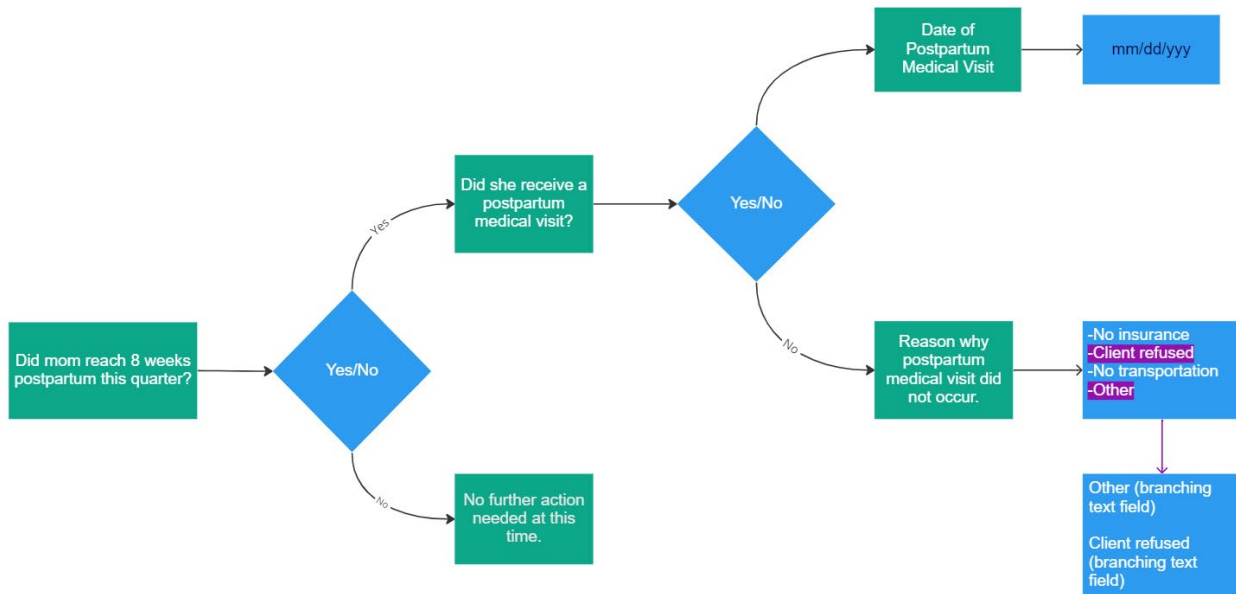 Did mom reach 8 weeks
postpartum this quarter?
Yes/No
Yes
Did she receive a
postpartum
medical visit?
Yes/No
Date of
Postpartum
Medical Visit
mm/dd/yyy
No
Reason why
postpartum
medical visit did
not occur.
-No insurance
-Client refused
-No transportation
-Other
Other (branching
text field)
Client refused
(branching text
field)
No
No further action
needed at this
time.